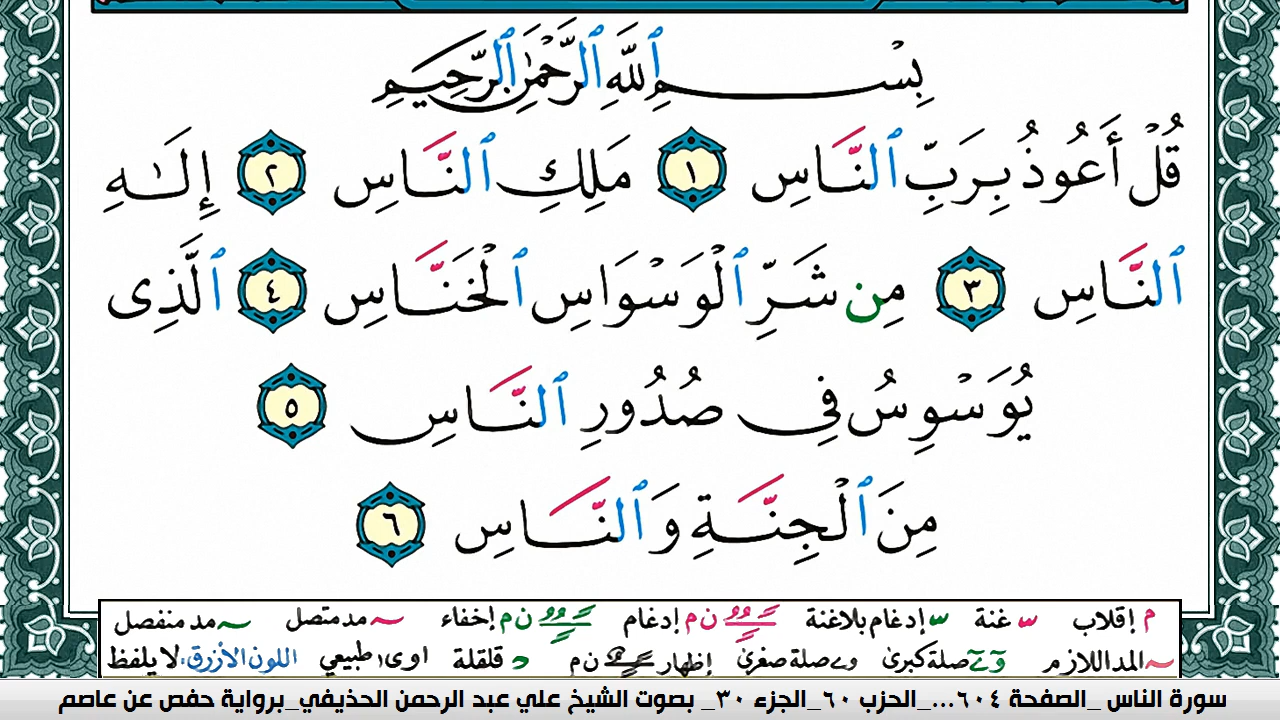 بِسْمِ ٱللَّهِ ٱلرَّحْمَٰنِ ٱلرَّحِيمِ
قُلْ أَعُوذُ بِرَبِّ ٱلنَّاسِ ١ مَلِكِ ٱلنَّاسِ ٢ إِلَٰهِ
ٱلنَّاسِ ٣ مِن شَرِّ ٱلْوَسْوَاسِ ٱلْخَنَّاسِ ٤ ٱلَّذِى
يُوَسْوِسُ فِى صُدُورِ ٱلنَّاسِ ٥
مِنَ ٱلْجِنَّةِ وَٱلنَّاسِ ٦
م إقلاب س غنة س إدغام بلاغنة ن م إدغام ن م إخفاء مد متصل مد منفصل
المد اللازم صلة كبرى وے صلة صغرى إظهار ن م د قلقلة اوى طبيعي اللون الأزرق: لا يلفظ
سورة الناس _الصفحة ٦٠٤..._الحزب ٦٠_الجزء ٣٠_ بصوت الشيخ علي عبد الرحمن الحذيفي_برواية حفص عن عاصم